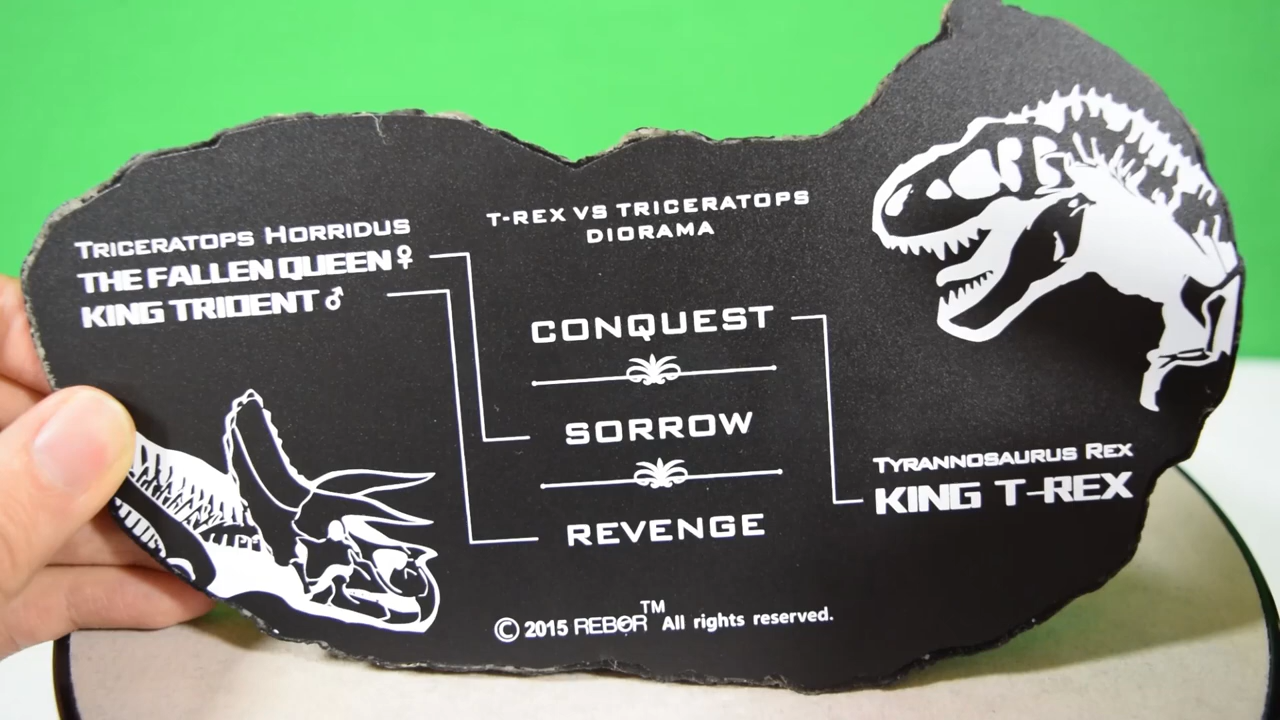 TRICERATOPS HORRIDUS
THE FALLEN QUEEN♀
KING TRIDENT♂
T-REX VS TRICERATOPS
DIORAMA
CONQUEST
SORROW
REVENGE
TYRANNOSAURUS REX
KING T-REX
© 2015 REBOR™ All rights reserved.